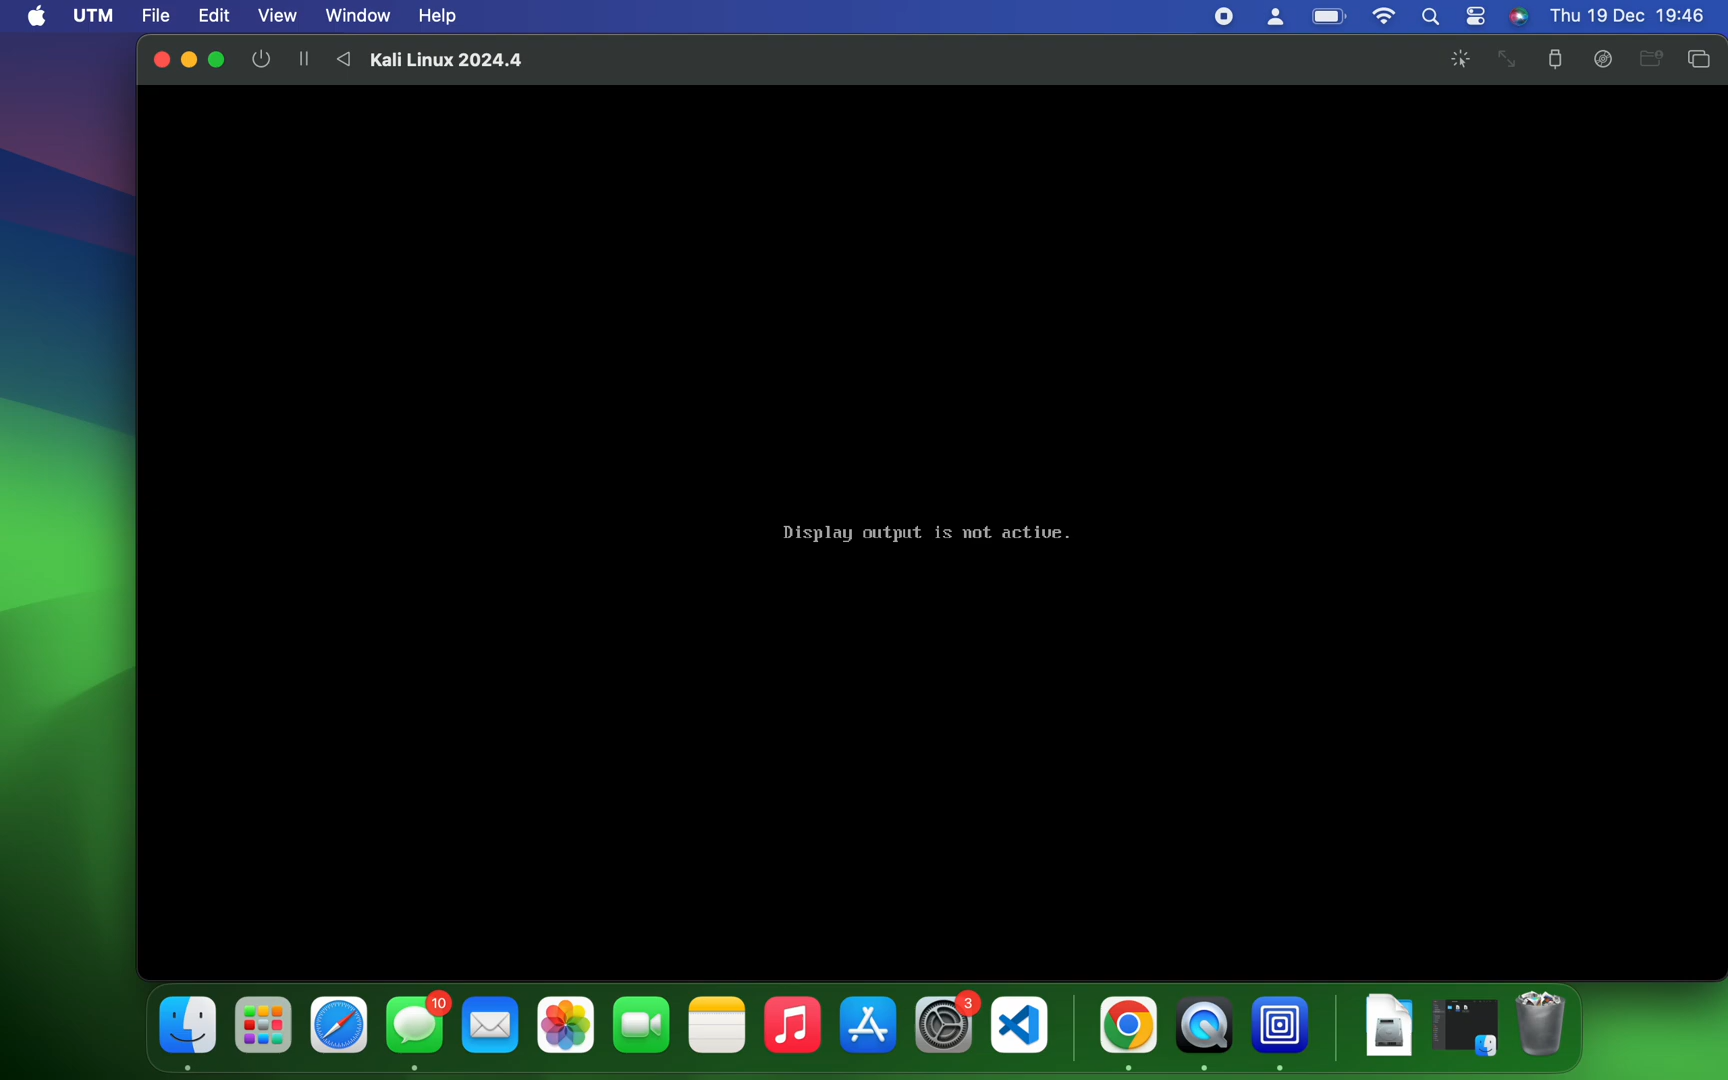 UTM File Edit View Window Help Thu 19 Dec 19:46
Kali Linux 2024.4
Display output is not active.
10
3